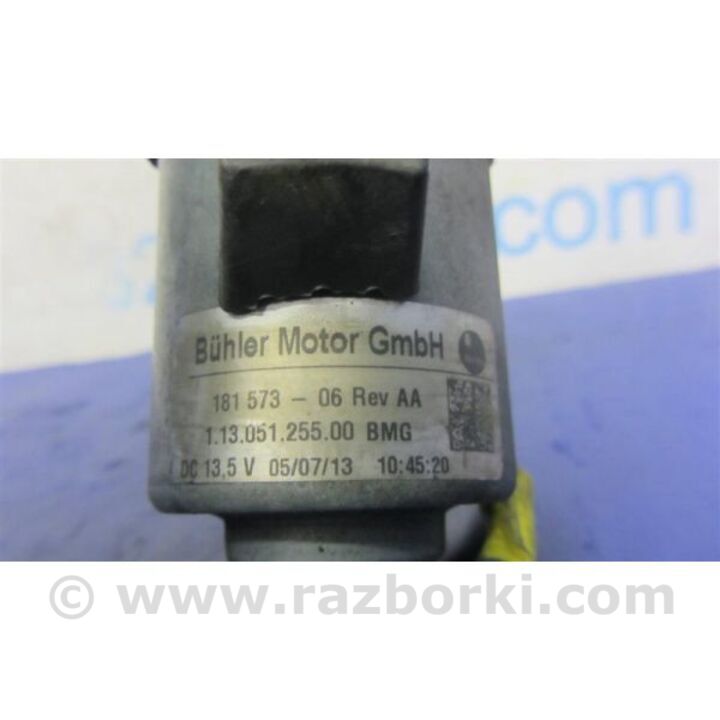 com
Bühler Motor GmbH
181 573 - 06 Rev AA
1.13.051.255.00 BMG
DC 13,5 V 05/07/13 10:45:20
© www.razborki.com